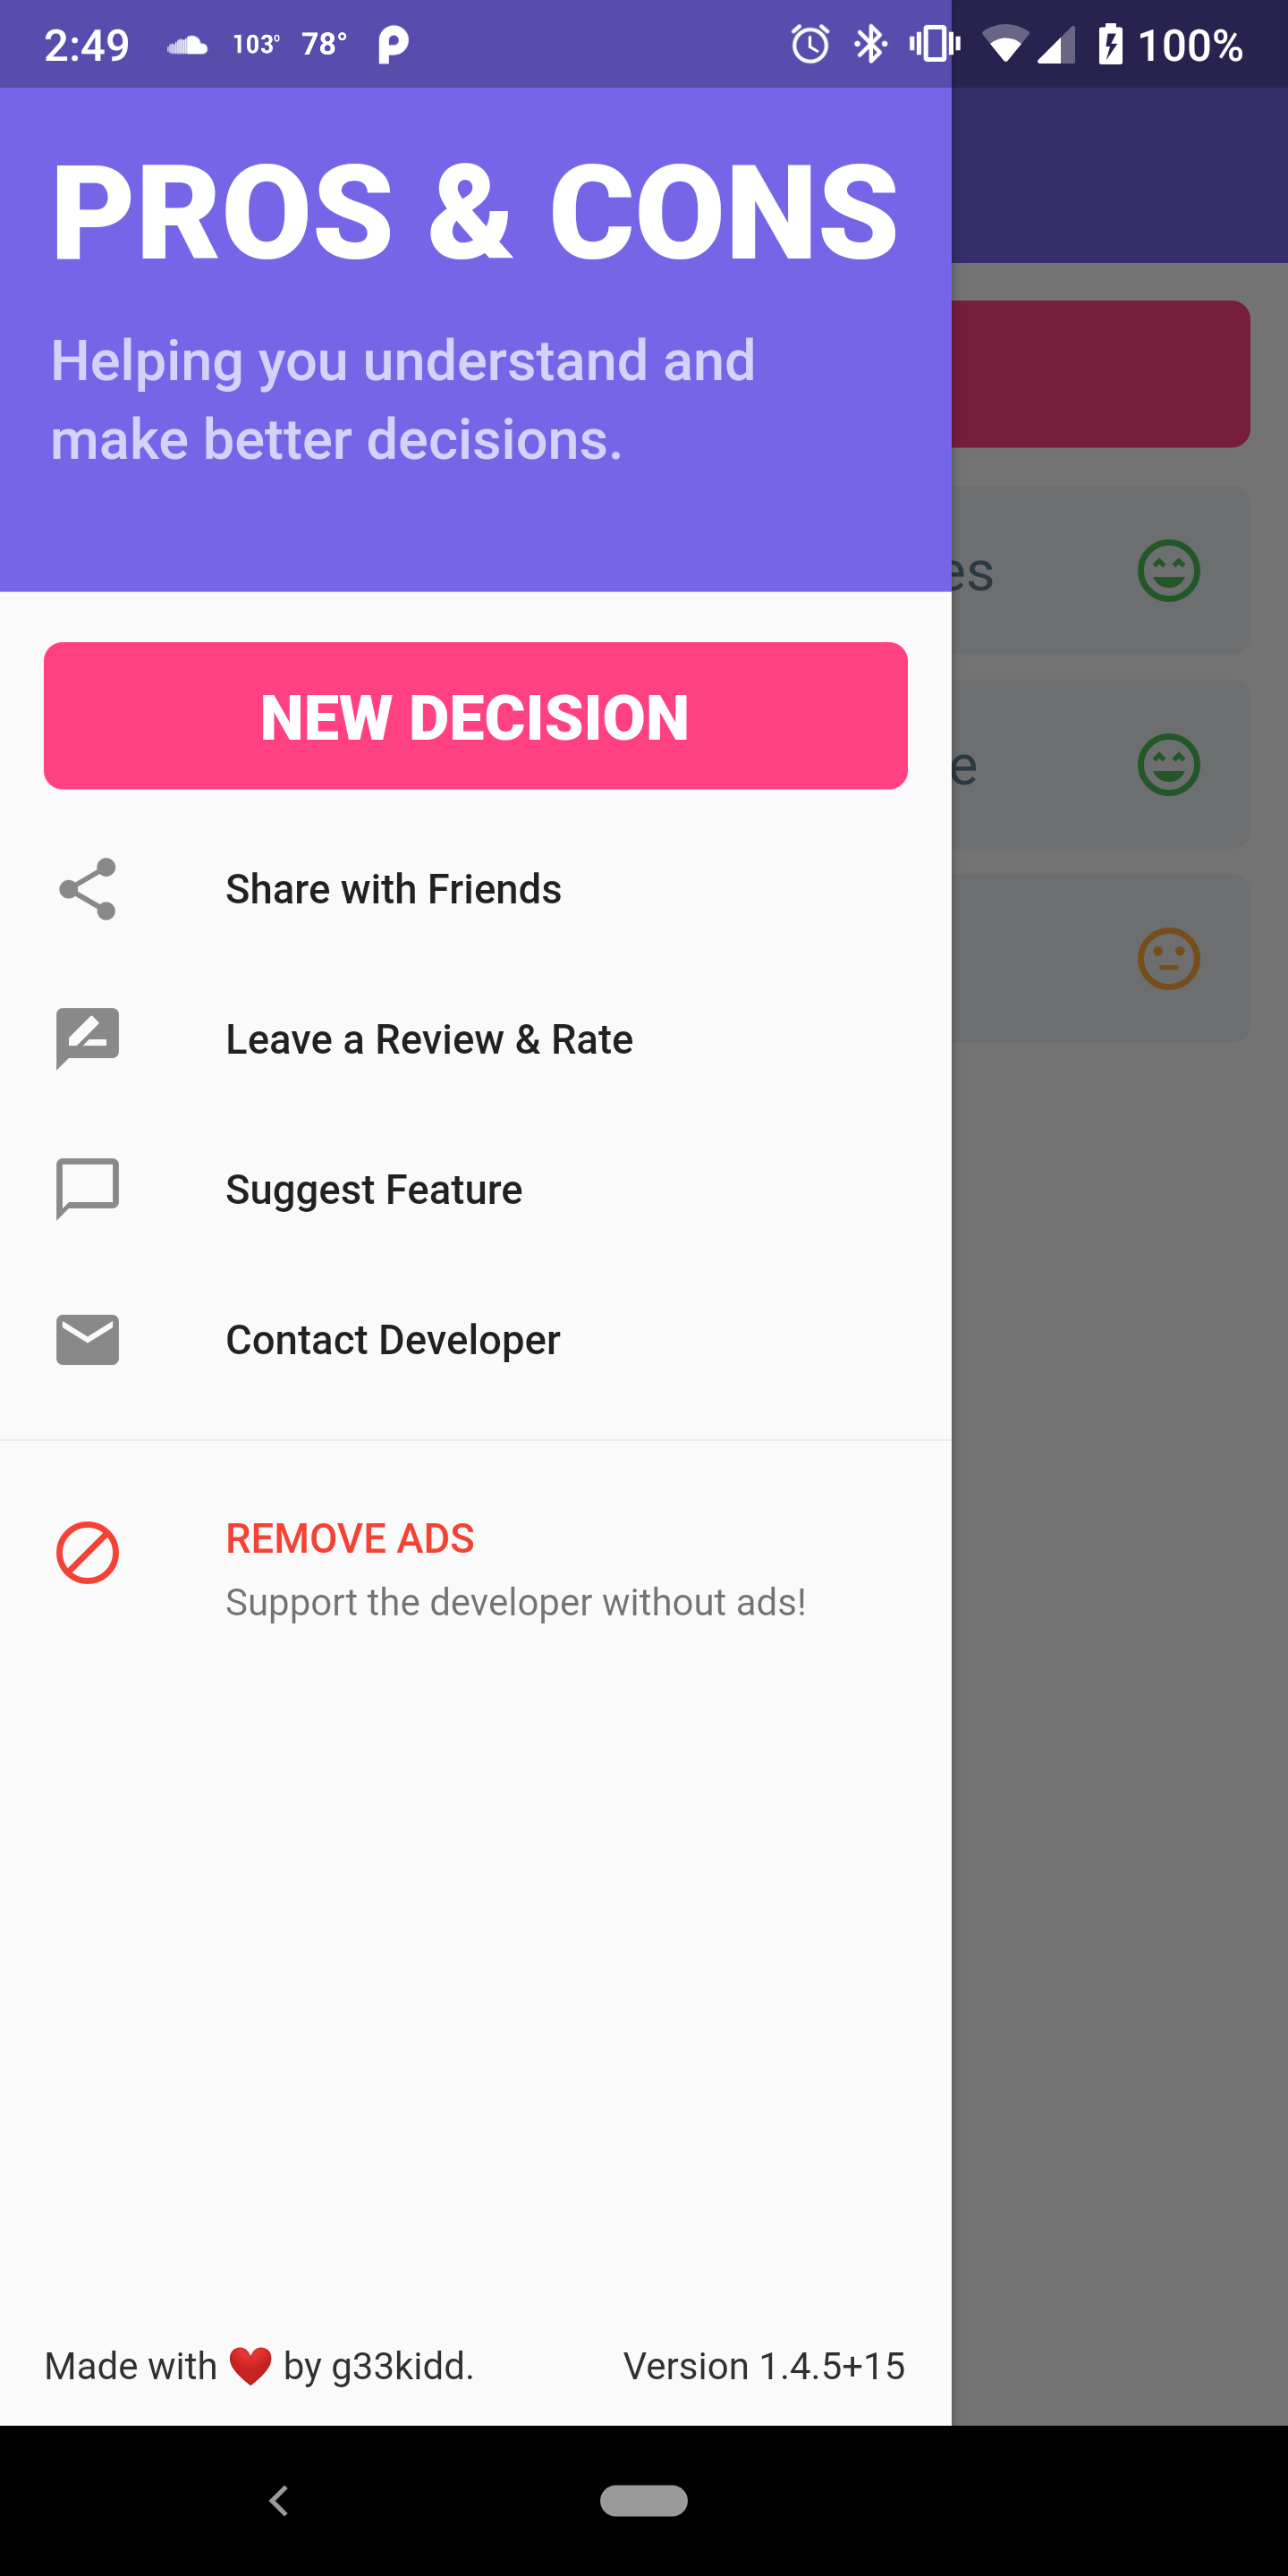 2:49 103° 78° 100%
PROS & CONS
Helping you understand and
make better decisions.
es
NEW DECISION
e
Share with Friends
Leave a Review & Rate
Suggest Feature
Contact Developer
REMOVE ADS
Support the developer without ads!
Made with ❤️ by g33kidd. Version 1.4.5+15